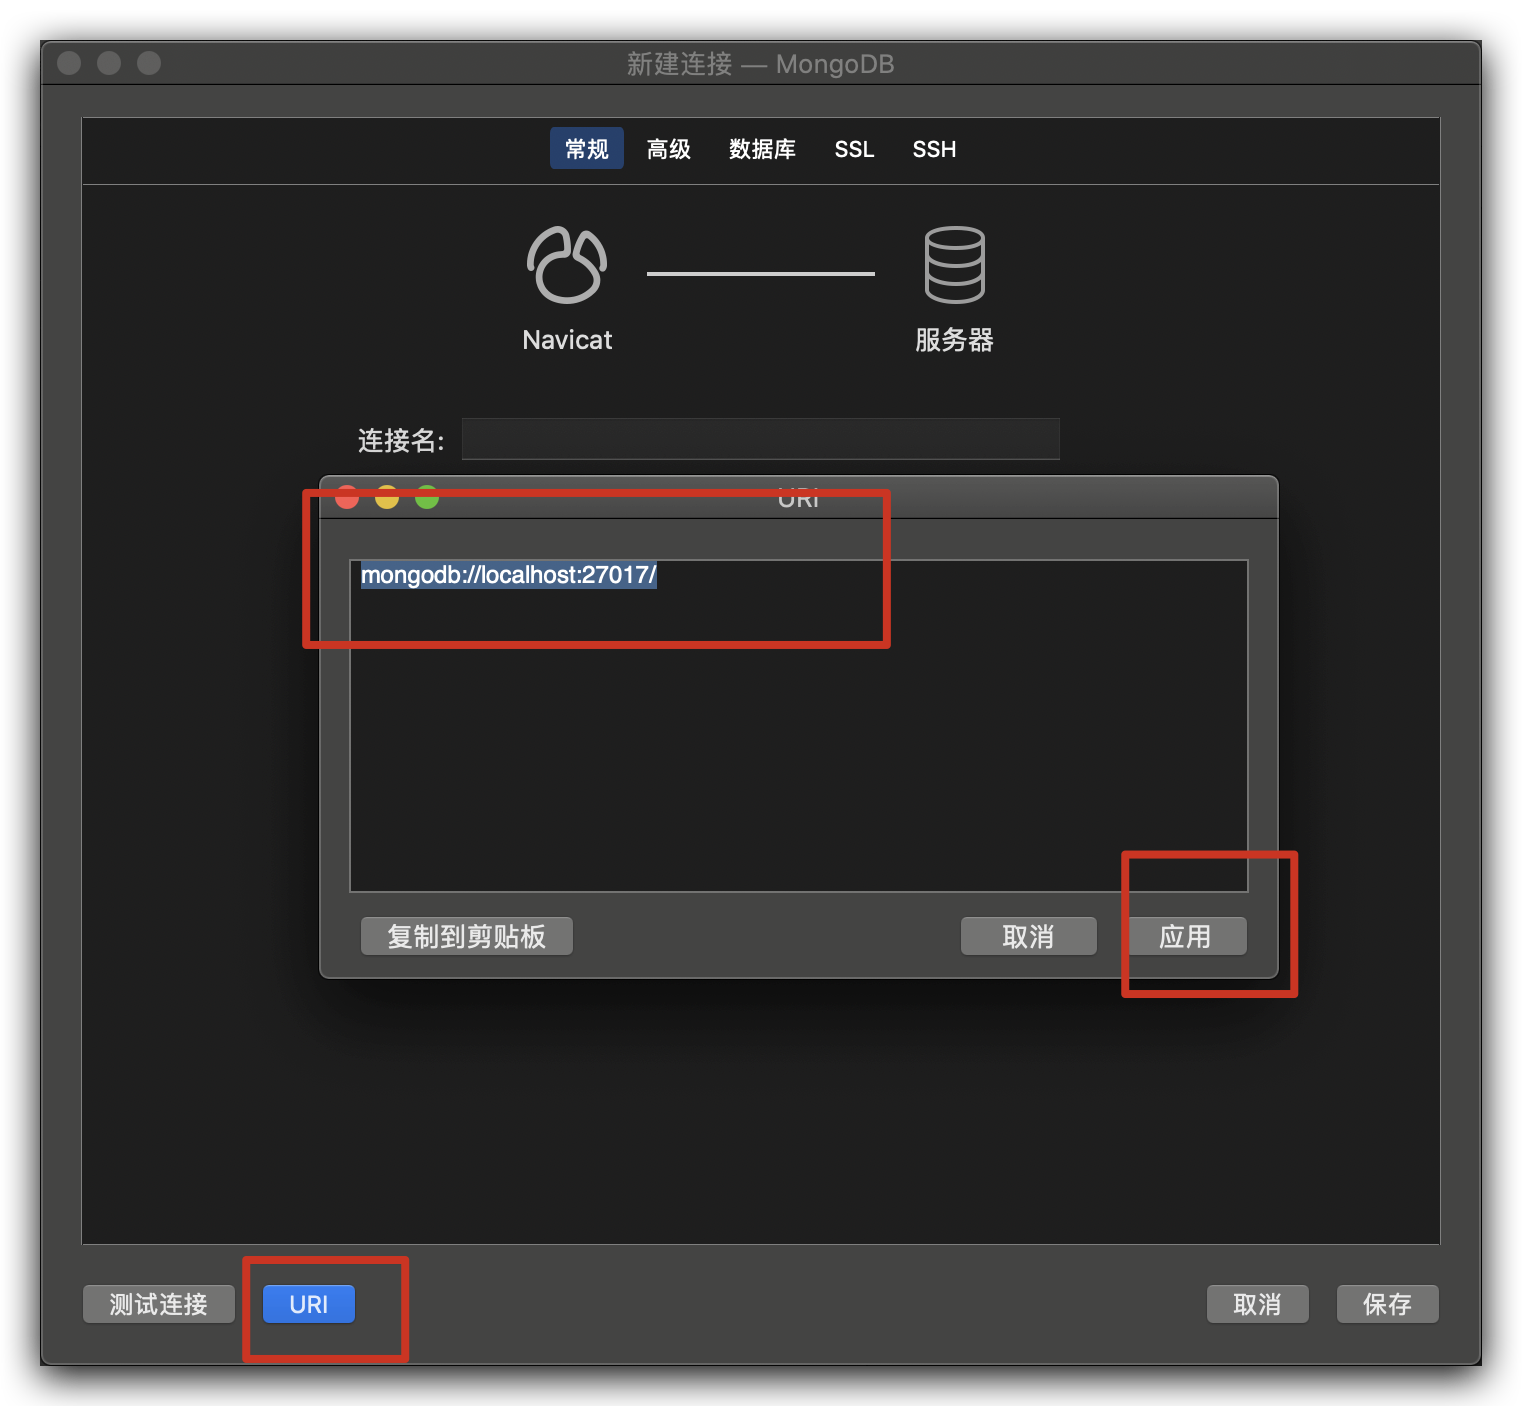 新建连接 — MongoDB
常规 高级 数据库 SSL SSH
Navicat 服务器
连接名:
URI
mongodb://localhost:27017/
复制到剪贴板 取消 应用
测试连接 URI 取消 保存